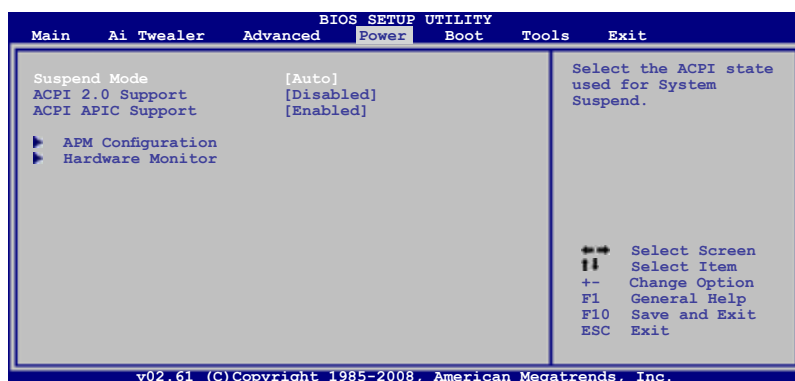 BIOS SETUP UTILITY
Main Ai Twealer Advanced Power Boot Tools Exit
Suspend Mode [Auto]
ACPI 2.0 Support [Disabled]
ACPI APIC Support [Enabled]
APM Configuration
Hardware Monitor
Select the ACPI state
used for System
Suspend.
Select Screen
Select Item
+- Change Option
F1 General Help
F10 Save and Exit
ESC Exit
v02.61 (C)Copyright 1985-2008, American Megatrends, Inc.